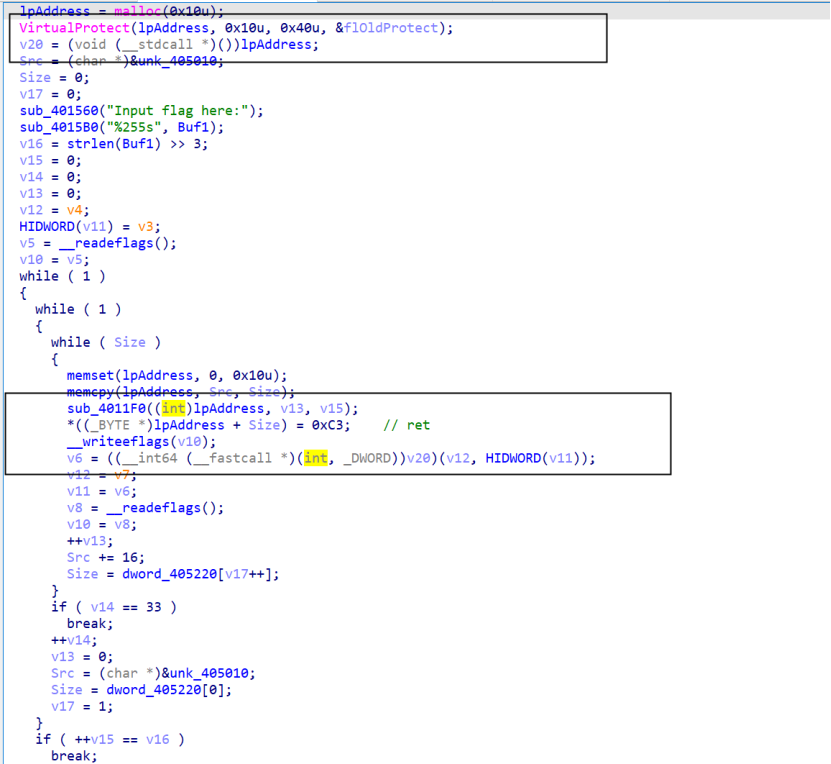 lpAddress = malloc(0x10u);
VirtualProtect(lpAddress, 0x10u, 0x40u, &flOldProtect);
v20 = (void (__stdcall *)())lpAddress;
Src = (char *)&unk_405010;
Size = 0;
v17 = 0;
sub_401560("Input flag here:");
sub_4015B0("%255s", Buf1);
v16 = strlen(Buf1) >> 3;
v15 = 0;
v14 = 0;
v13 = 0;
v12 = v4;
HIDWORD(v11) = v3;
v5 = __readeflags();
v10 = v5;
while ( 1 )
{
while ( 1 )
{
while ( Size )
{
memset(lpAddress, 0, 0x10u);
memcpy(lpAddress, Src, Size);
sub_4011F0((int)lpAddress, v13, v15);
*((_BYTE *)lpAddress + Size) = 0xC3; // ret
__writeeflags(v10);
v6 = ((__int64 (__fastcall *)(int, _DWORD))v20)(v12, HIDWORD(v11));
v12 = v7;
v11 = v6;
v8 = __readeflags();
v10 = v8;
++v13;
Src += 16;
Size = dword_405220[v17++];
}
if ( v14 == 33 )
break;
++v14;
v13 = 0;
Src = (char *)&unk_405010;
Size = dword_405220[0];
v17 = 1;
}
if ( ++v15 == v16 )
break;